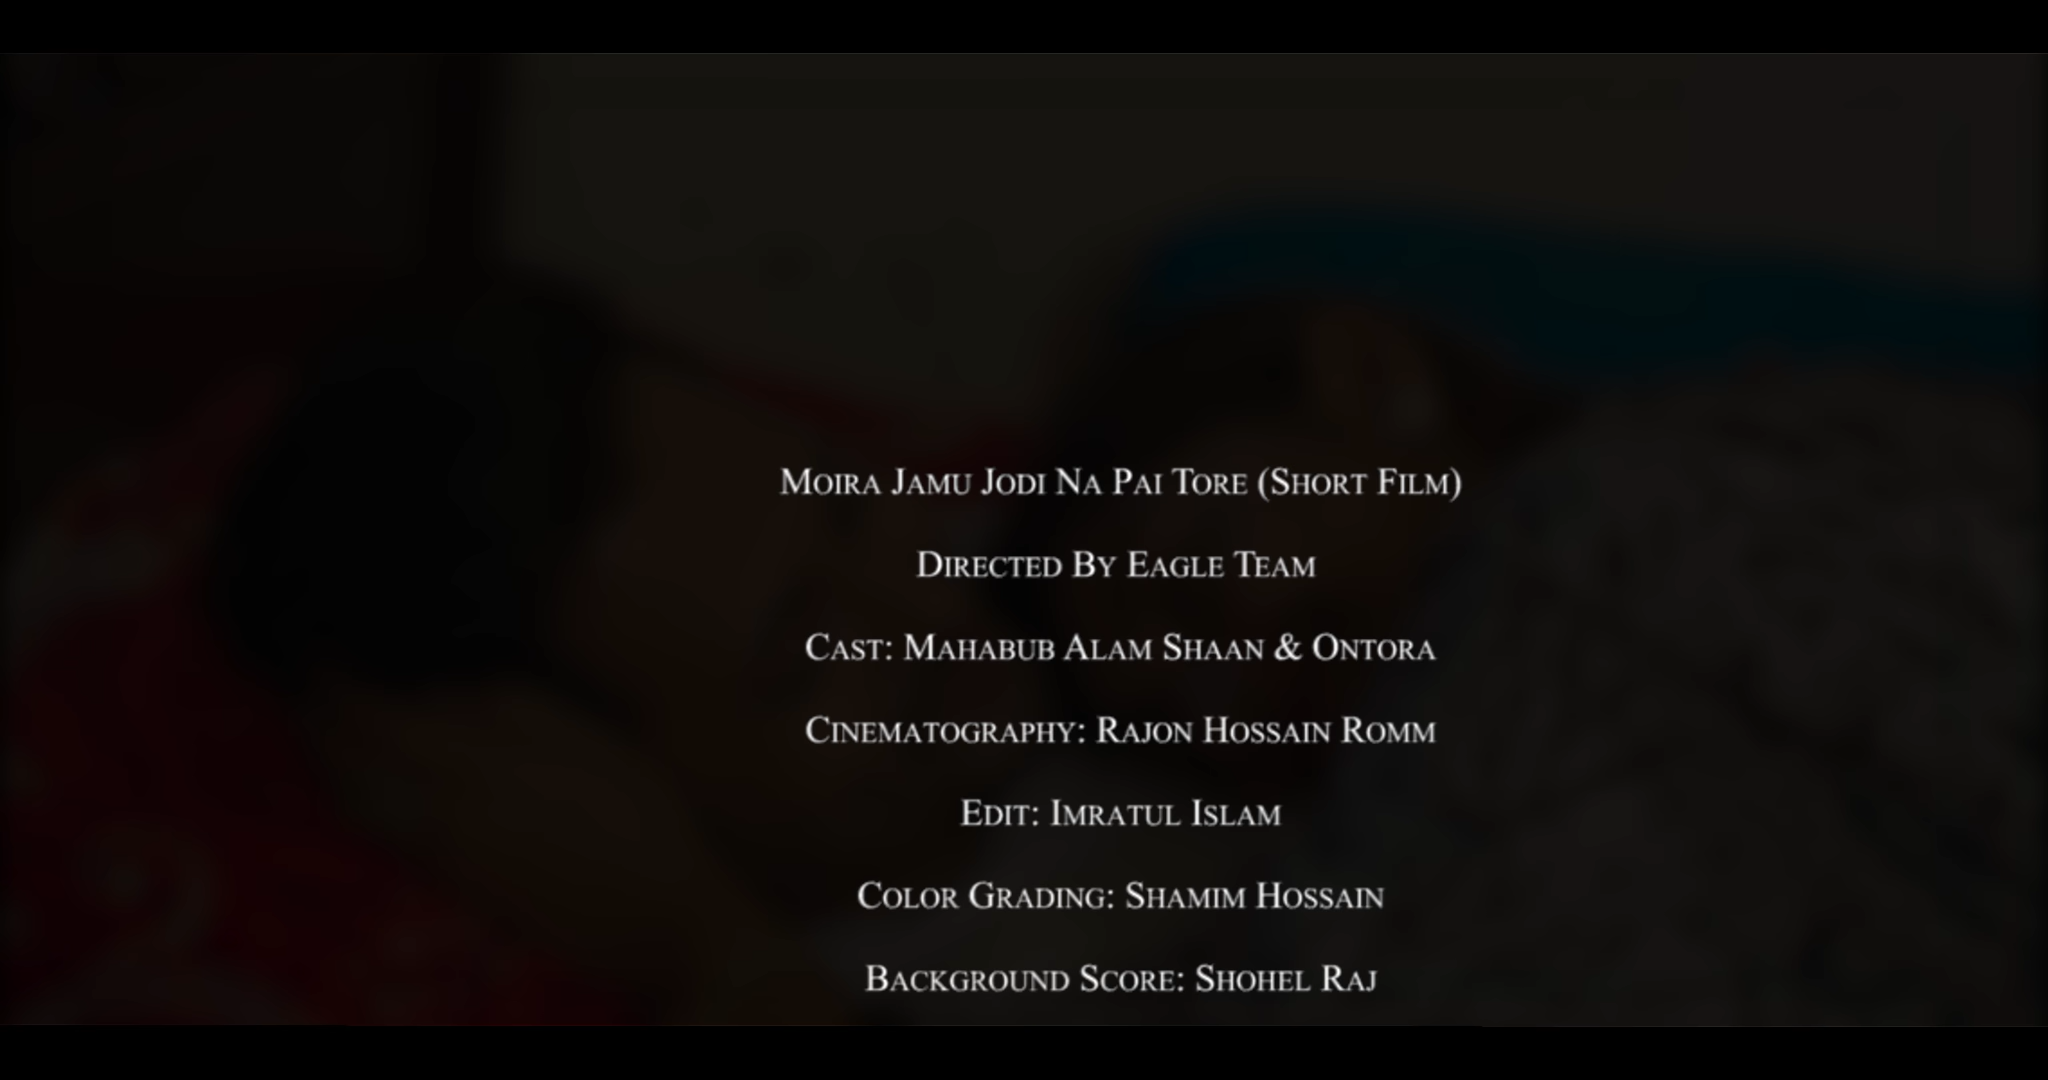 Moira Jamu Jodi Na Pai Tore (Short Film)
Directed By Eagle Team
Cast: Mahabub Alam Shaan & Ontora
Cinematography: Rajon Hossain Romm
Edit: Imratul Islam
Color Grading: Shamim Hossain
Background Score: Shohel Raj